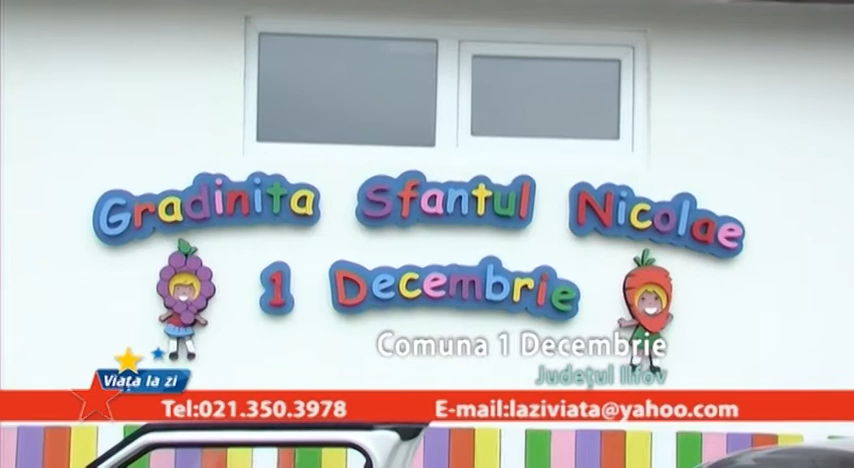 Gradinita Sfantul Nicolae
1 Decembrie
Comuna 1 Decembrie
Județul Ilfov
Viața la zi
Tel:021.350.3978 E-mail:laziviata@yahoo.com